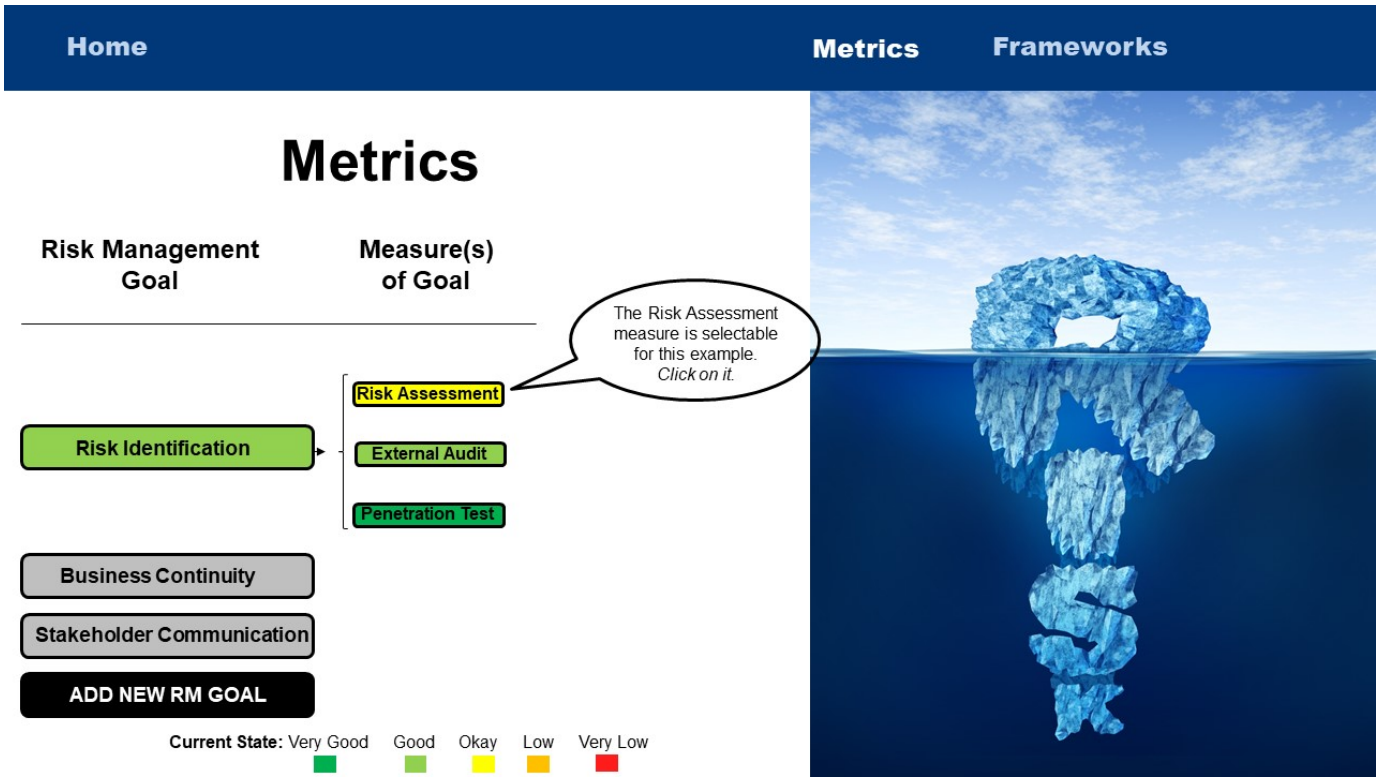 Home
Metrics
Frameworks
Metrics
Risk Management
Goal
Measure(s)
of Goal
The Risk Assessment
measure is selectable
for this example.
Click on it.
Risk Assessment
Risk Identification
External Audit
Penetration Test
Business Continuity
Stakeholder Communication
ADD NEW RM GOAL
Current State: Very Good Good Okay Low Very Low
RISK